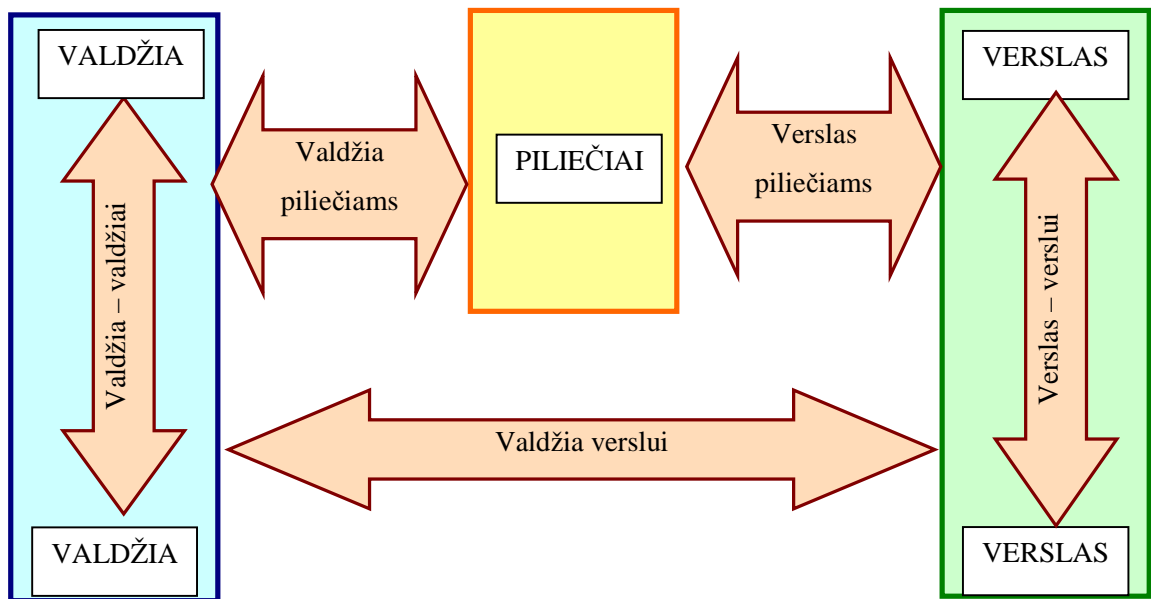 VALDŽIA
PILIEČIAI
VERSLAS
Valdžia
piliečiams
Verslas
piliečiams
Valdžia – valdžiai
Verslas – verslui
Valdžia verslui
VALDŽIA
VERSLAS